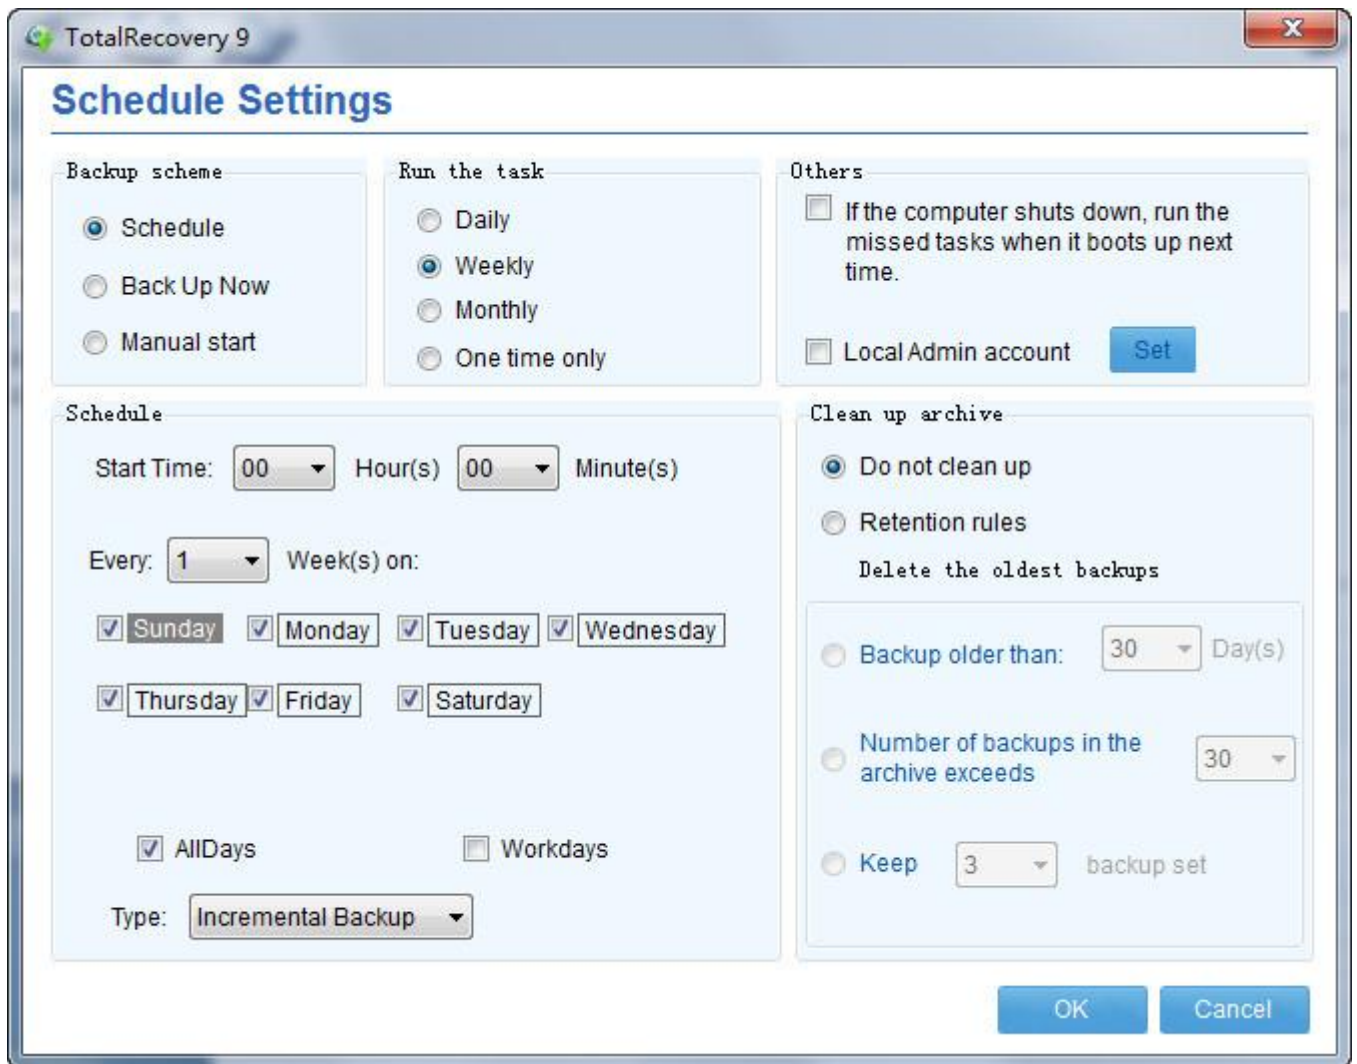 TotalRecovery 9
Schedule Settings
Backup scheme
Schedule
Back Up Now
Manual start
Run the task
Daily
Weekly
Monthly
One time only
Others
If the computer shuts down, run the
missed tasks when it boots up next
time.
Local Admin account Set
Schedule
Start Time: 00 Hour(s) 00 Minute(s)
Every: 1 Week(s) on:
Sunday Monday Tuesday Wednesday
Thursday Friday Saturday
AllDays Workdays
Type: Incremental Backup
Clean up archive
Do not clean up
Retention rules
Delete the oldest backups
Backup older than: 30 Day(s)
Number of backups in the
archive exceeds 30
Keep 3 backup set
OK Cancel